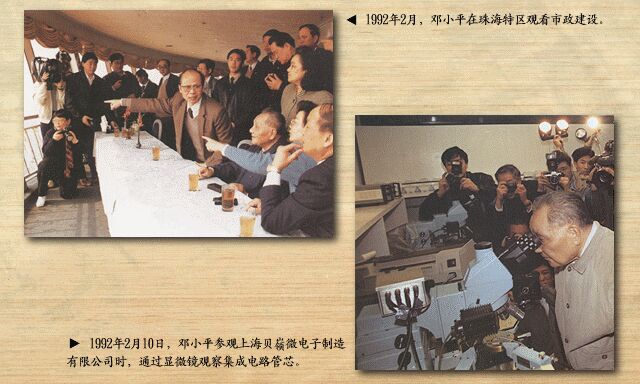 ◀ 1992年2月，邓小平在珠海特区观看市政建设。
▶ 1992年2月10日，邓小平参观上海贝岭微电子制造
有限公司时，通过显微镜观察集成电路管芯。